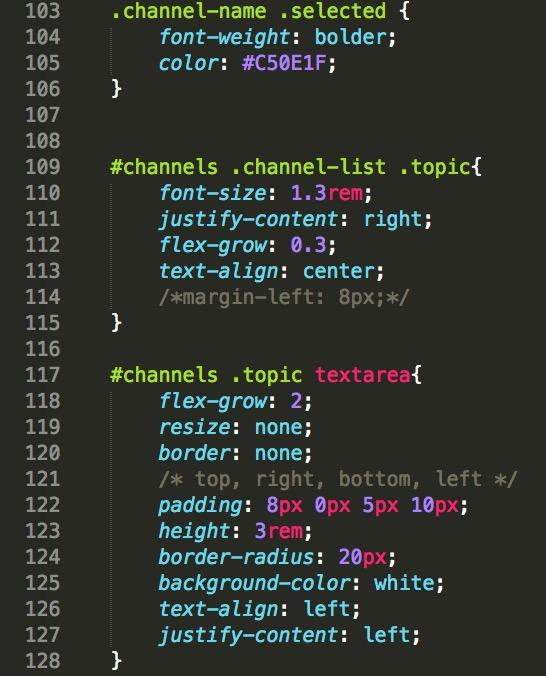 103 .channel-name .selected {
104 font-weight: bolder;
105 color: #C50E1F;
106 }
107
108
109 #channels .channel-list .topic{
110 font-size: 1.3rem;
111 justify-content: right;
112 flex-grow: 0.3;
113 text-align: center;
114 /*margin-left: 8px;*/
115 }
116
117 #channels .topic textarea{
118 flex-grow: 2;
119 resize: none;
120 border: none;
121 /* top, right, bottom, left */
122 padding: 8px 0px 5px 10px;
123 height: 3rem;
124 border-radius: 20px;
125 background-color: white;
126 text-align: left;
127 justify-content: left;
128 }